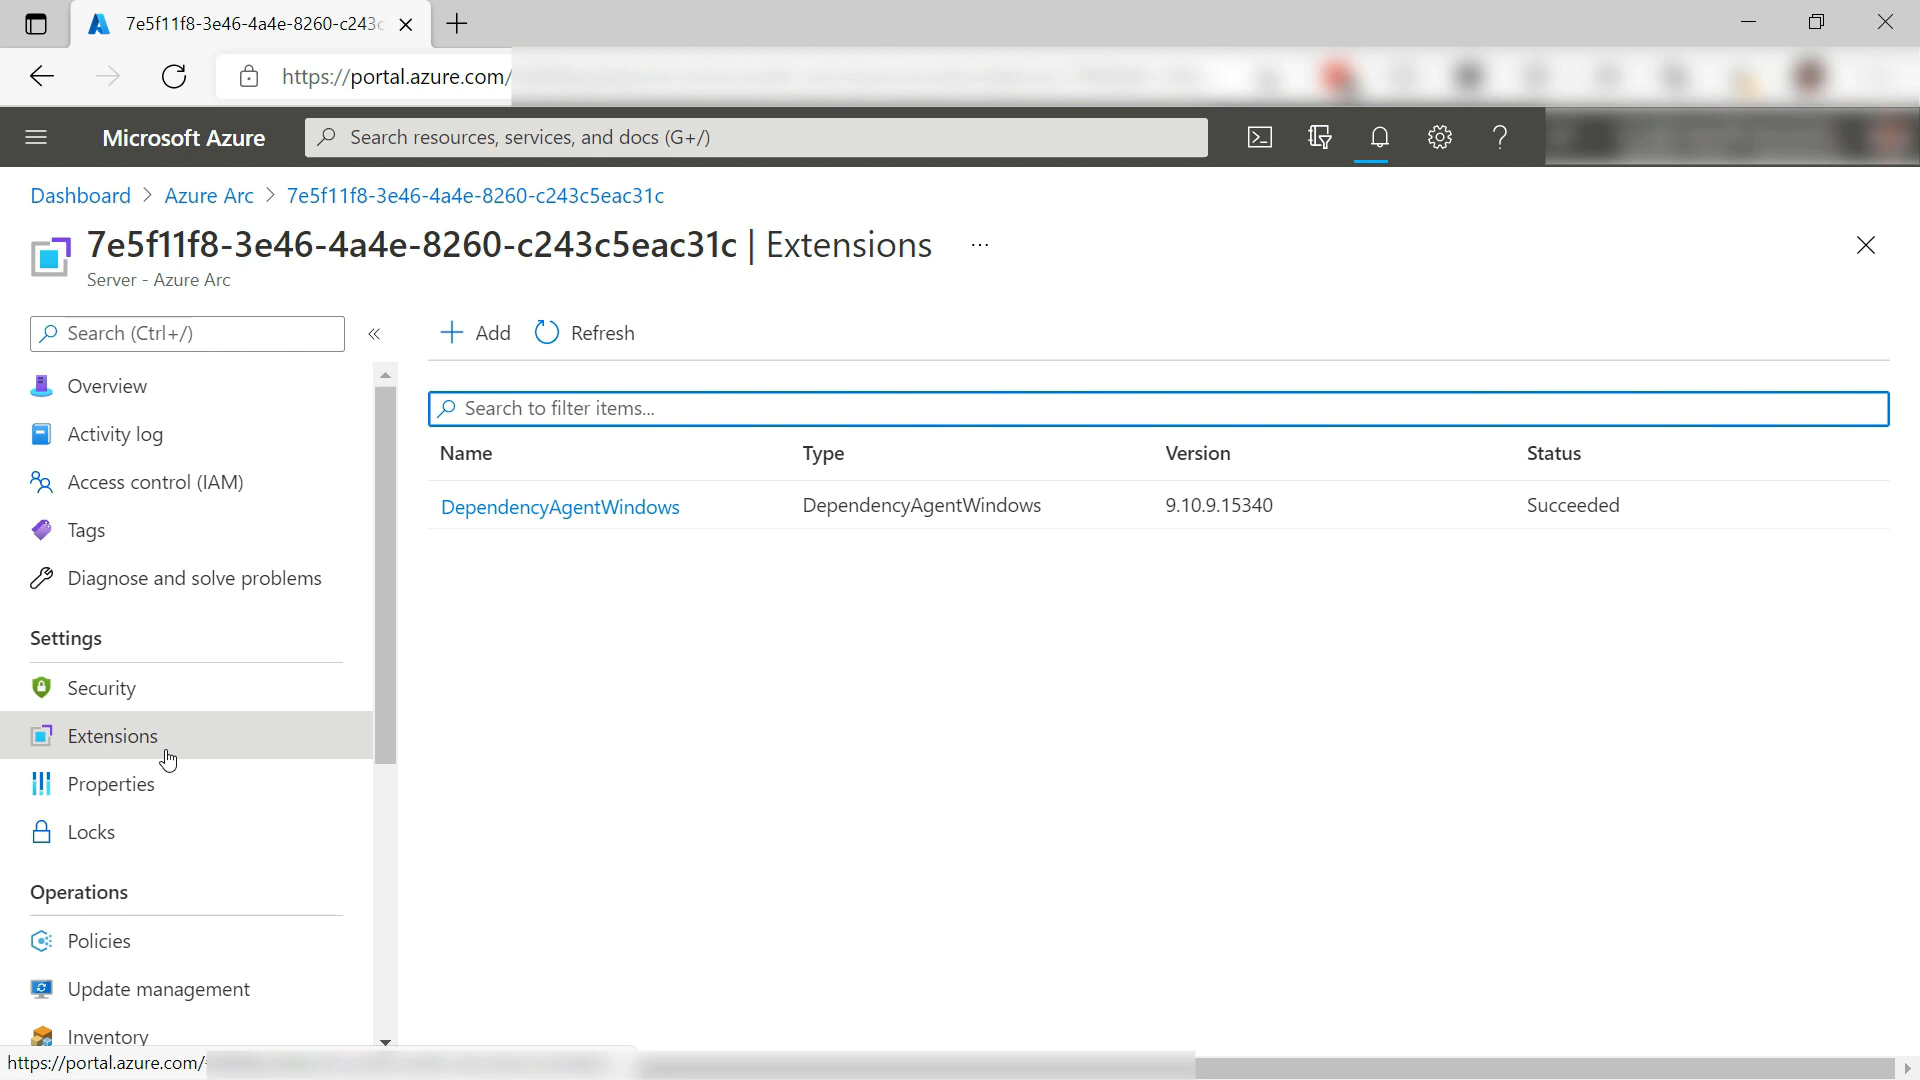 7e5f11f8-3e46-4a4e-8260-c243c
https://portal.azure.com/
Microsoft Azure
Search resources, services, and docs (G+/)
Dashboard > Azure Arc > 7e5f11f8-3e46-4a4e-8260-c243c5eac31c
7e5f11f8-3e46-4a4e-8260-c243c5eac31c | Extensions ...
Server - Azure Arc
Search (Ctrl+/)
«
+ Add
Refresh
Overview
Activity log
Access control (IAM)
Tags
Diagnose and solve problems
Settings
Security
Extensions
Properties
Locks
Operations
Policies
Update management
Inventory
Search to filter items...
Name Type Version Status
DependencyAgentWindows DependencyAgentWindows 9.10.9.15340 Succeeded
https://portal.azure.com/